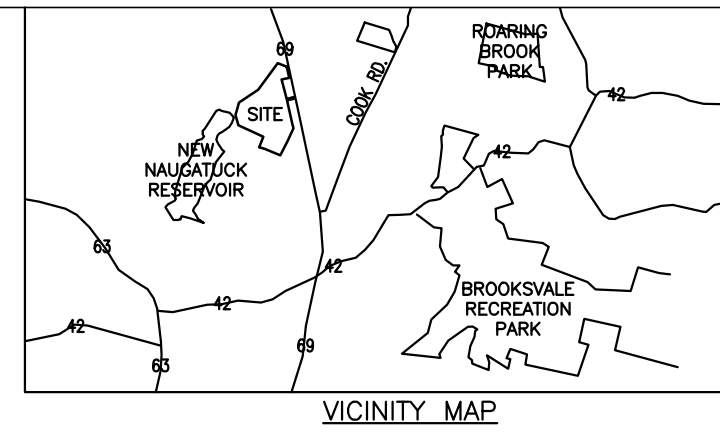 69
COOK RD.
ROARING
BROOK
PARK
42
SITE
42
NEW
NAUGATUCK
RESERVOIR
63
42
42
BROOKSVALE
RECREATION
PARK
42
69
63
VICINITY MAP